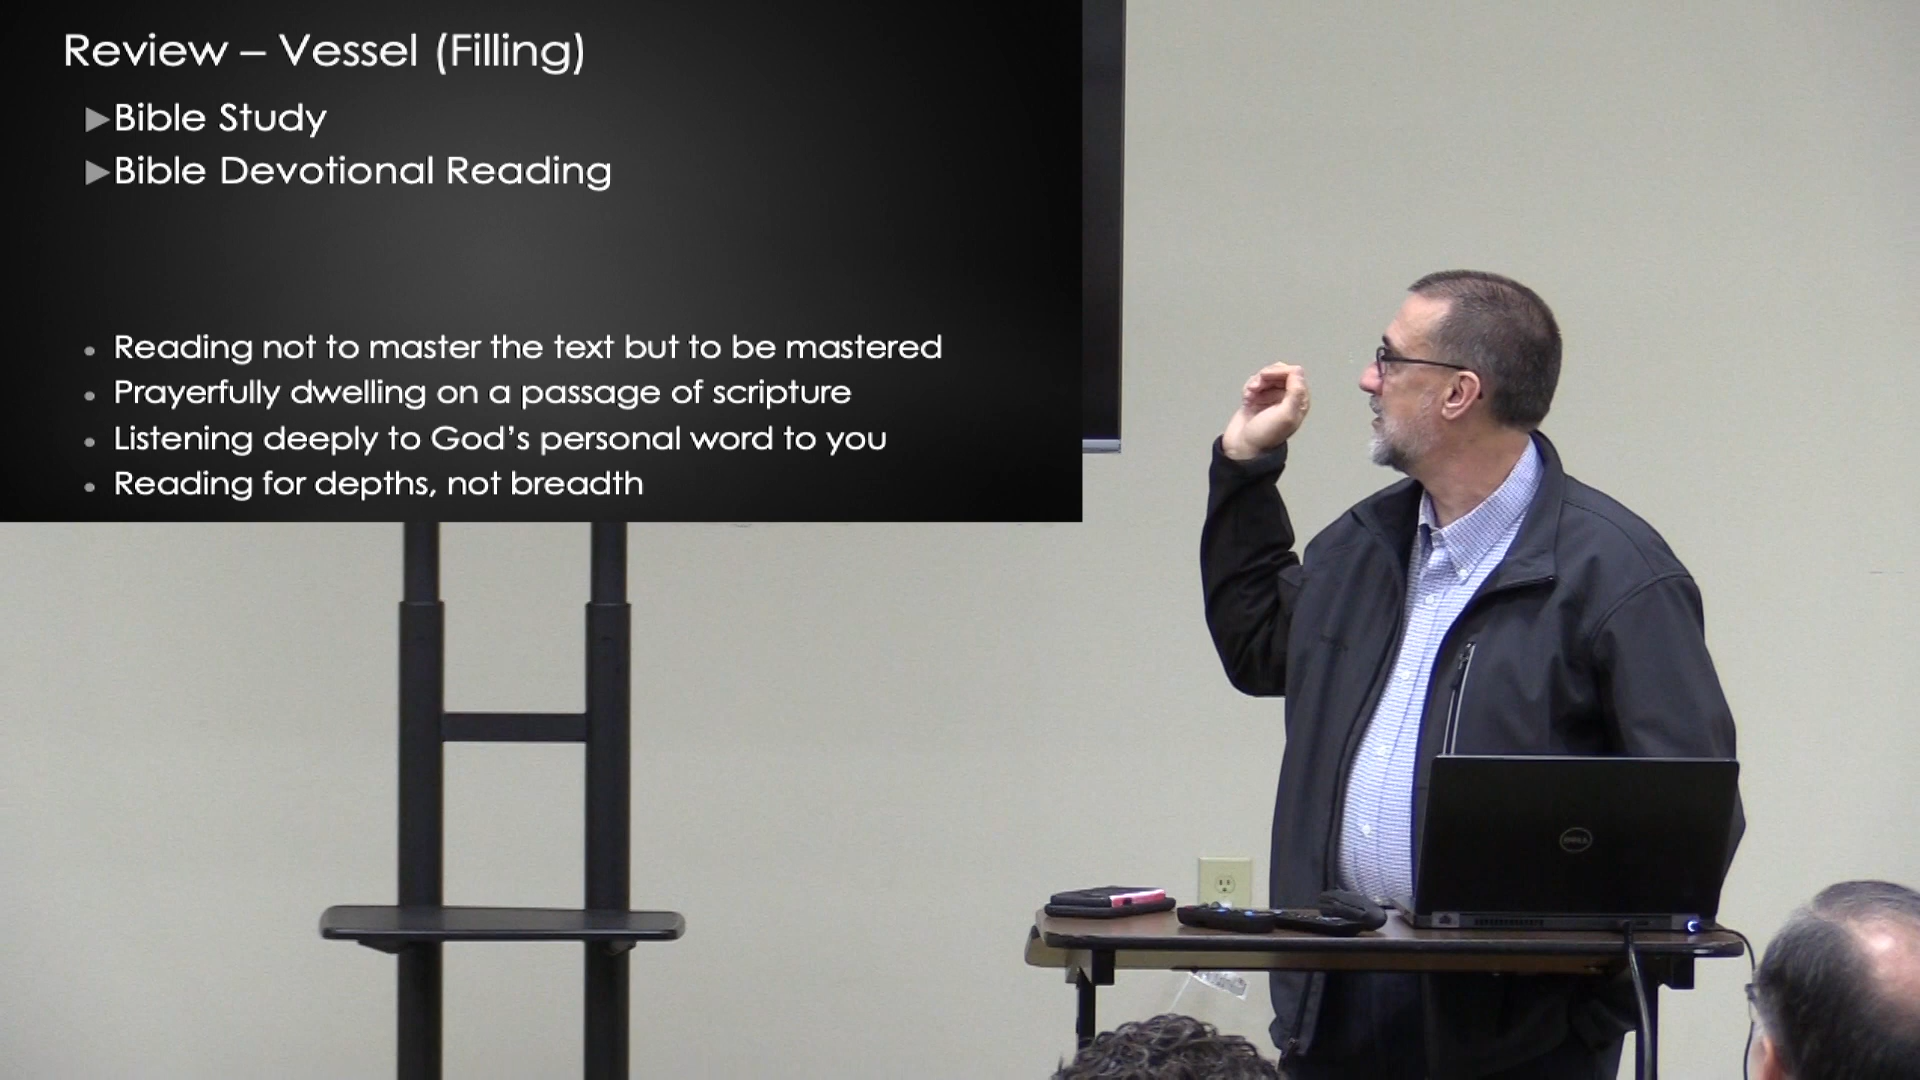 Review – Vessel (Filling)
▶Bible Study
▶Bible Devotional Reading
• Reading not to master the text but to be mastered
• Prayerfully dwelling on a passage of scripture
• Listening deeply to God’s personal word to you
• Reading for depths, not breadth
DELL